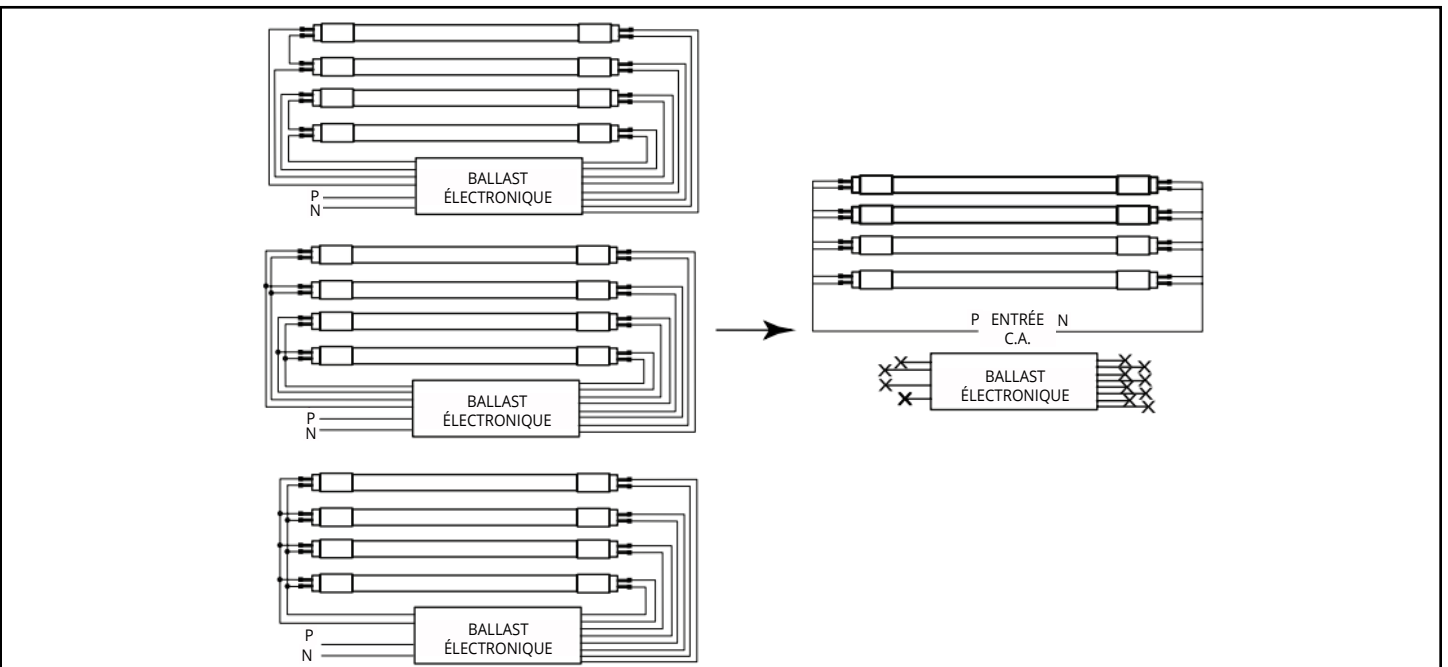 P
N
BALLAST
ÉLECTRONIQUE
P
N
BALLAST
ÉLECTRONIQUE
P
N
BALLAST
ÉLECTRONIQUE
P ENTRÉE N
C.A.
BALLAST
ÉLECTRONIQUE